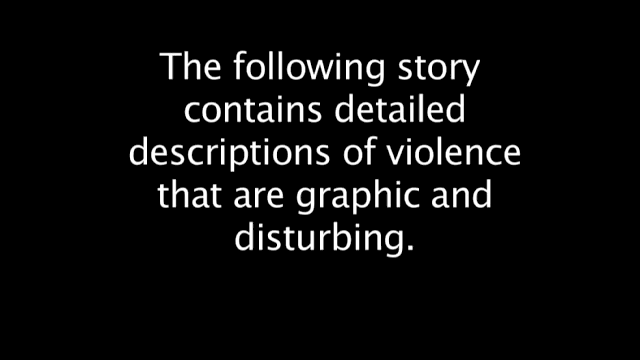 The following story
contains detailed
descriptions of violence
that are graphic and
disturbing.